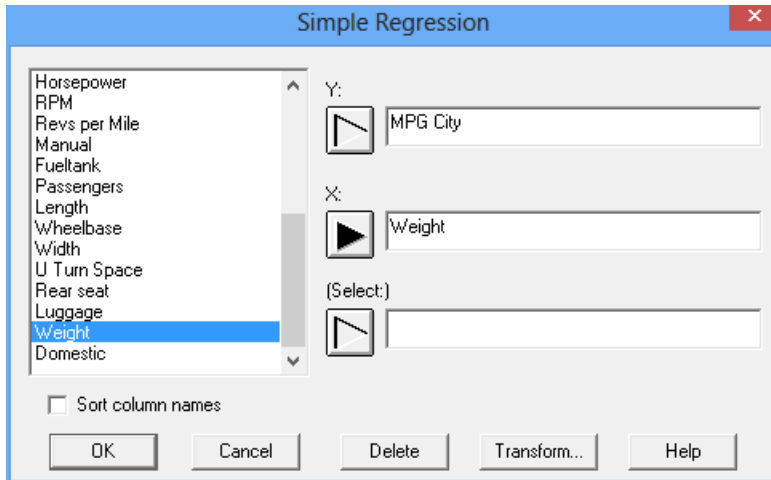 Simple Regression
Horsepower
RPM
Revs per Mile
Manual
Fueltank
Passengers
Length
Wheelbase
Width
U Turn Space
Rear seat
Luggage
Weight
Domestic
Y:
MPG City
X:
Weight
(Select:)
Sort column names
OK Cancel Delete Transform... Help